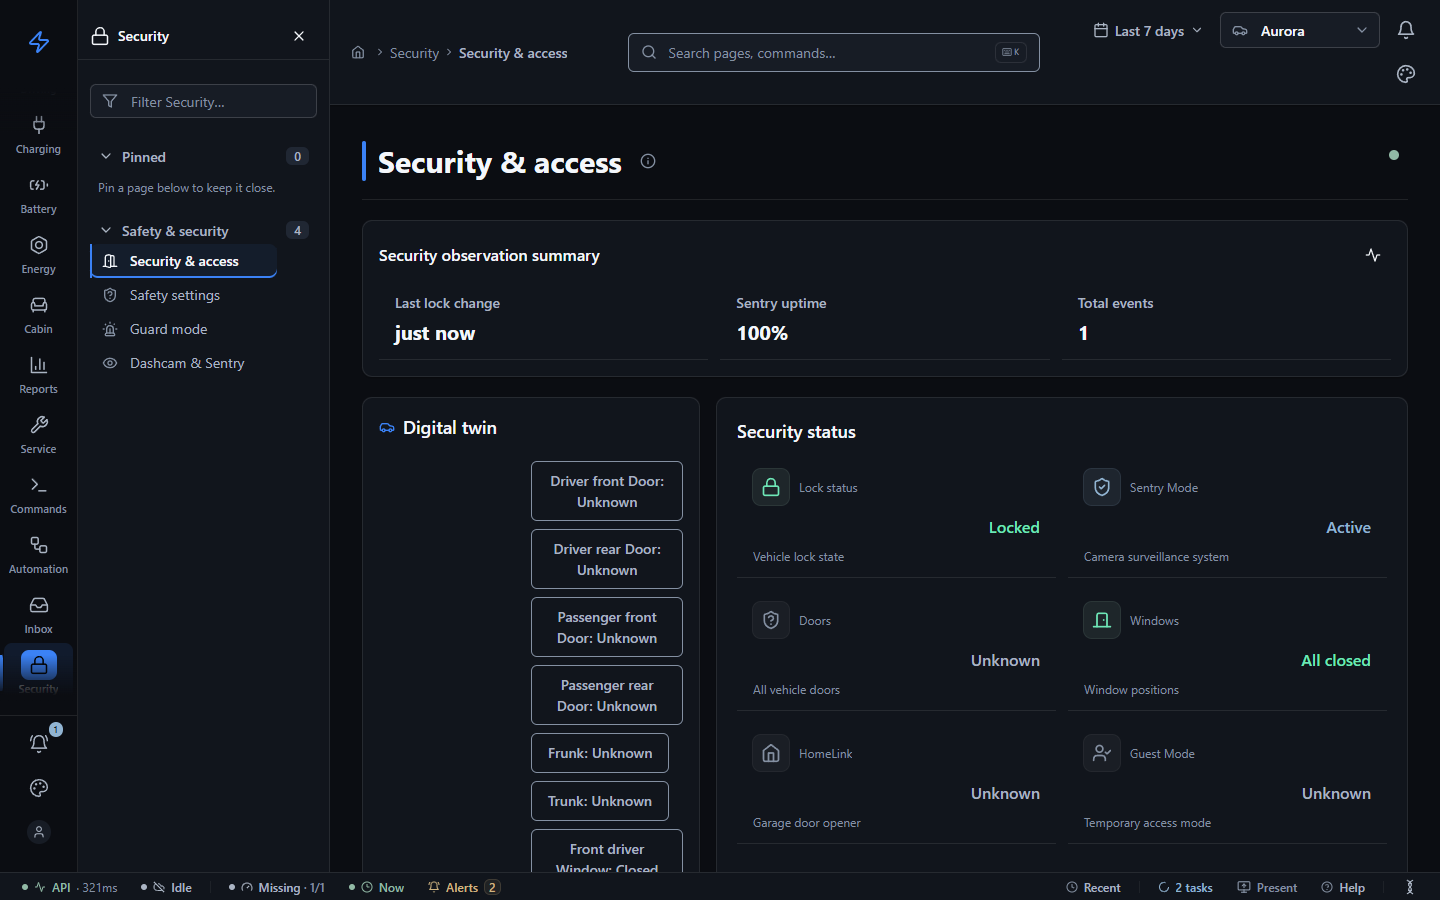 Charging
Battery
Energy
Cabin
Reports
Service
Commands
Automation
Inbox
Security
1
Security
Filter Security...
Pinned
0
Pin a page below to keep it close.
Safety & security
4
Security & access
Safety settings
Guard mode
Dashcam & Sentry
Security
Security & access
Search pages, commands...
K
Last 7 days
Aurora
Security & access
Security observation summary
Last lock change
just now
Sentry uptime
100%
Total events
1
Digital twin
Driver front Door:
Unknown
Driver rear Door:
Unknown
Passenger front
Door: Unknown
Passenger rear
Door: Unknown
Frunk: Unknown
Trunk: Unknown
Front driver
Window: Closed
Security status
Lock status
Locked
Vehicle lock state
Sentry Mode
Active
Camera surveillance system
Doors
Unknown
All vehicle doors
Windows
All closed
Window positions
HomeLink
Unknown
Garage door opener
Guest Mode
Unknown
Temporary access mode
API · 321ms
Idle
Missing · 1/1
Now
Alerts 2
Recent
2 tasks
Present
Help